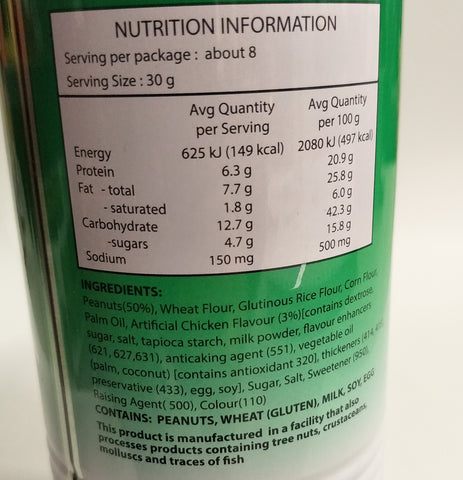 NUTRITION INFORMATION
Serving per package : about 8
Serving Size : 30 g
Avg Quantity per Serving Avg Quantity per 100 g
Energy 625 kJ (149 kcal) 2080 kJ (497 kcal)
Protein 6.3 g 20.9 g
Fat - total 7.7 g 25.8 g
- saturated 1.8 g 6.0 g
Carbohydrate 12.7 g 42.3 g
-sugars 4.7 g 15.8 g
Sodium 150 mg 500 mg
INGREDIENTS:
Peanuts(50%), Wheat Flour, Glutinous Rice Flour, Corn Flour,
Palm Oil, Artificial Chicken Flavour (3%)[contains dextrose,
sugar, salt, tapioca starch, milk powder, flavour enhancers
(621, 627,631), anticaking agent (551), vegetable oil
(palm, coconut) [contains antioxidant 320], thickeners (414,
preservative (433), egg, soy], Sugar, Salt, Sweetener (950),
Raising Agent( 500), Colour(110)
CONTAINS: PEANUTS, WHEAT (GLUTEN), MILK, SOY, EGG
This product is manufactured in a facility that also
processes products containing tree nuts, crustaceans,
molluscs and traces of fish